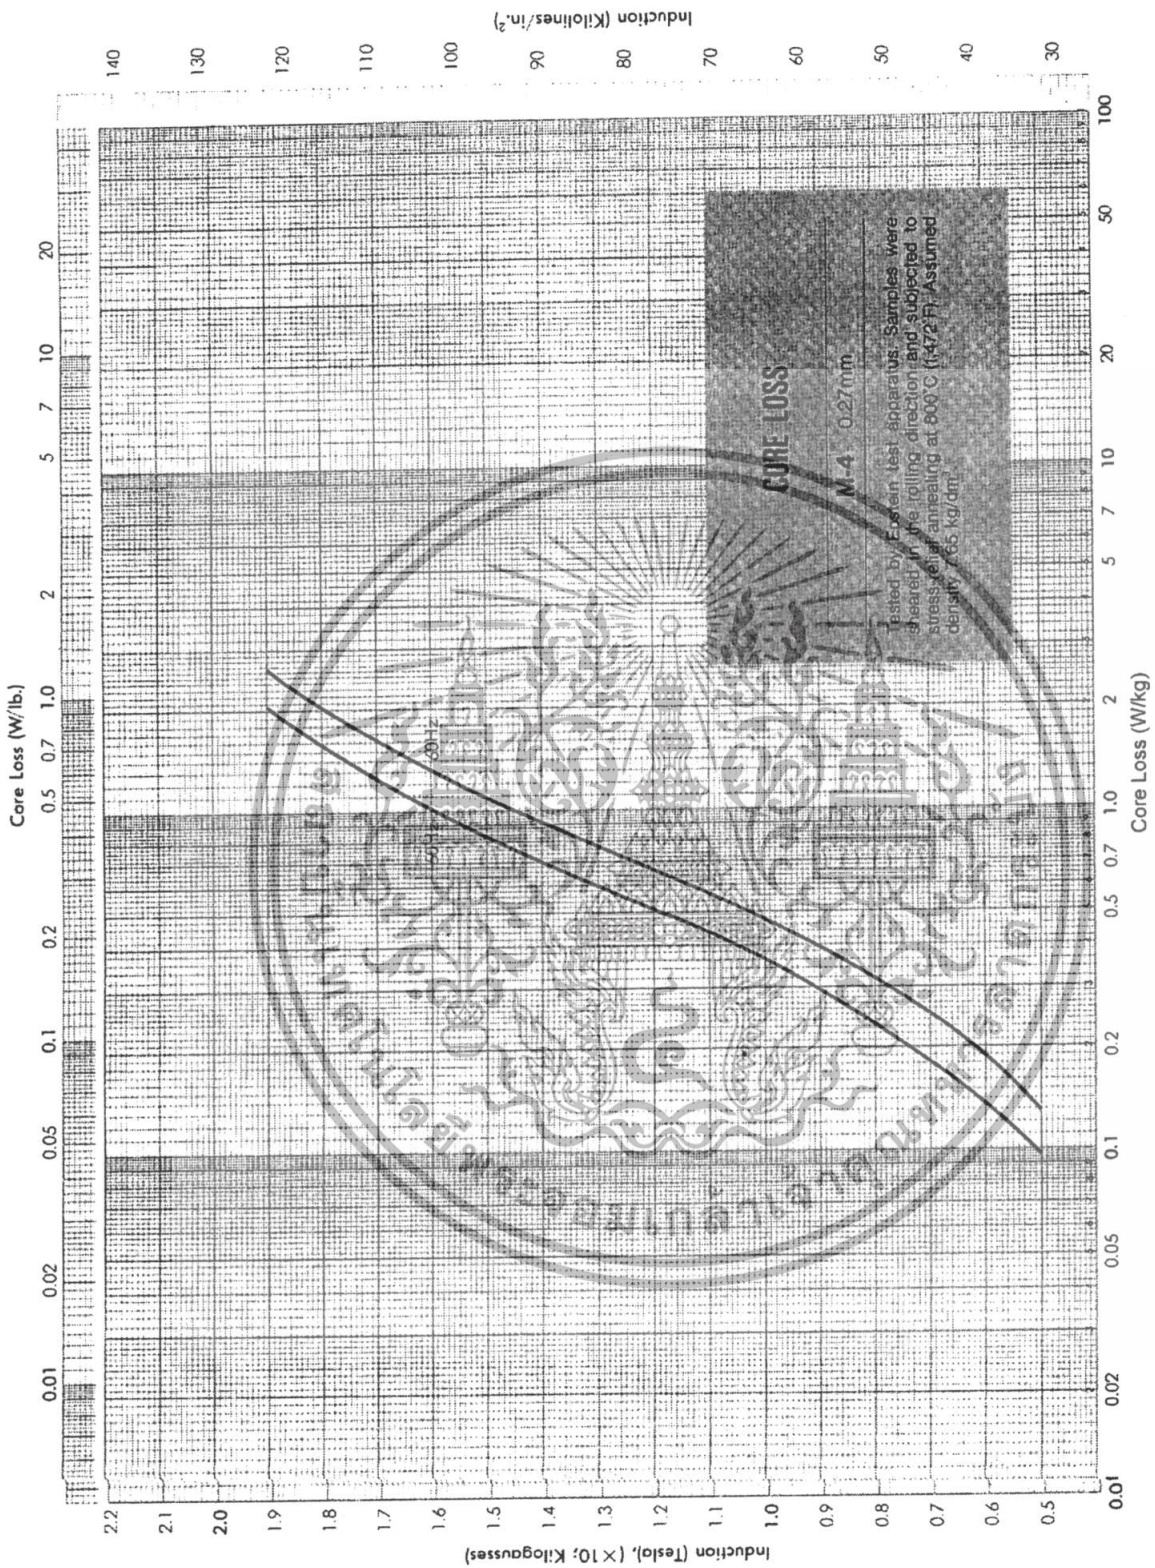 Core Loss (W/lb.)
0.01 0.02 0.05 0.1 0.2 0.5 0.7 1.0 2 5 7 10 20
Induction (Kilolines/in.²)
140 130 120 110 100 90 80 70 60 50 40 30
Induction (Tesla), (×10; Kilogausses)
2.2 2.1 2.0 1.9 1.8 1.7 1.6 1.5 1.4 1.3 1.2 1.1 1.0 0.9 0.8 0.7 0.6 0.5
60Hz
CORE LOSS
M-4 0.27mm
Tested by Epstein test apparatus. Samples were
sheared in the rolling direction and subjected to
stress-relief annealing at 800°C (1,472°F). Assumed
density 7.65 kg/dm³
0.01 0.02 0.05 0.1 0.2 0.5 0.7 1.0 2 5 7 10 20 50 100
Core Loss (W/kg)